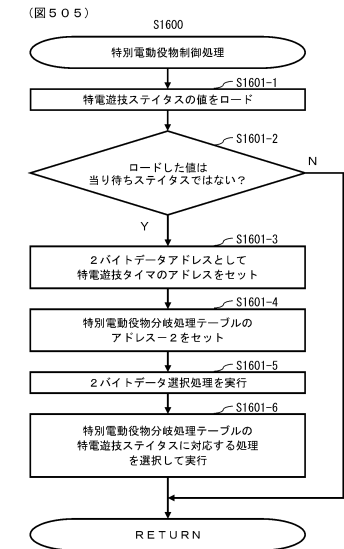 (図505)
S1600
特別電動役物制御処理
S1601-1
特電遊技ステイタスの値をロード
S1601-2
ロードした値は
当り待ちステイタスではない?
N
Y
S1601-3
2バイトデータアドレスとして
特電遊技タイマのアドレスをセット
S1601-4
特別電動役物分岐処理テーブルの
アドレス-2をセット
S1601-5
2バイトデータ選択処理を実行
S1601-6
特別電動役物分岐処理テーブルの
特電遊技ステイタスに対応する処理
を選択して実行
RETURN